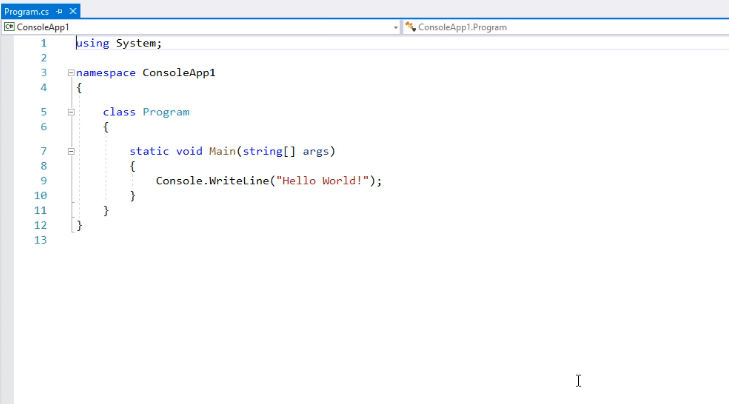 Program.cs
ConsoleApp1 ConsoleApp1.Program
1 using System;
2
3 namespace ConsoleApp1
4 {
5 class Program
6 {
7 static void Main(string[] args)
8 {
9 Console.WriteLine("Hello World!");
10 }
11 }
12 }
13